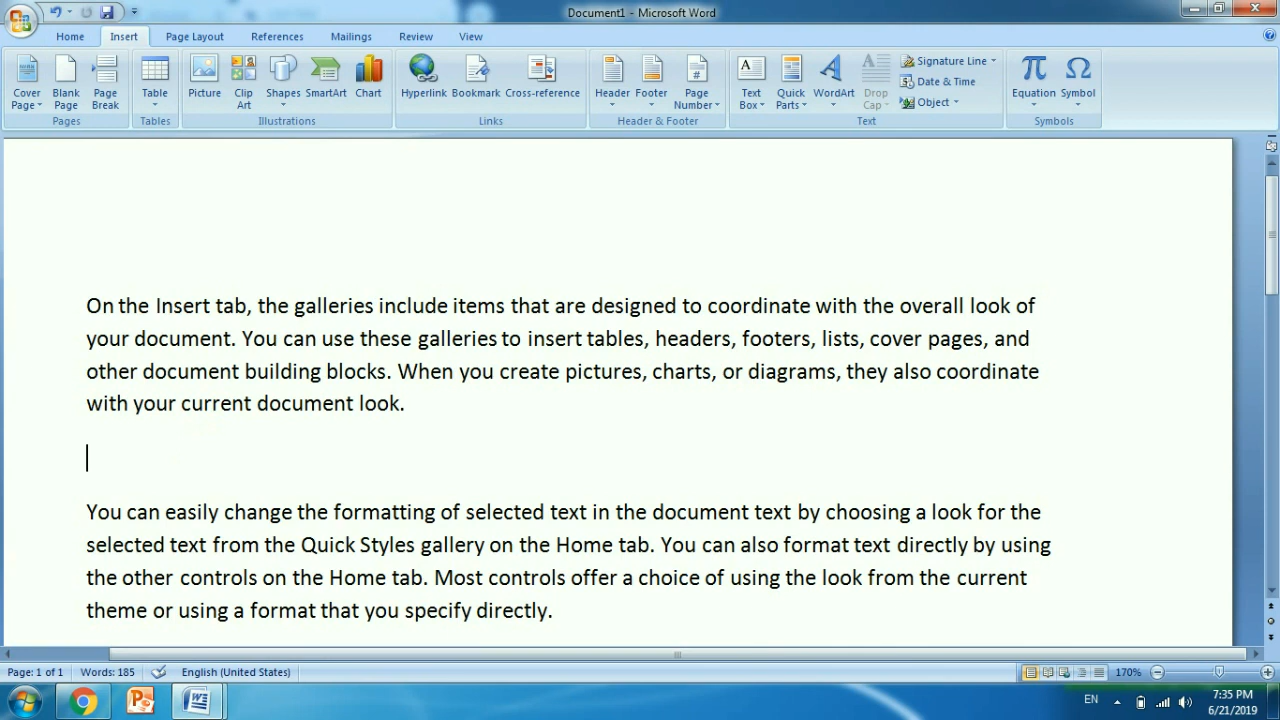 Document1 - Microsoft Word
Home Insert Page Layout References Mailings Review View
Cover Page Blank Page Page Break Table Picture Clip Art Shapes SmartArt Chart Hyperlink Bookmark Cross-reference Header Footer Page Number Text Box Quick Parts WordArt Drop Cap Signature Line Date & Time Object Equation Symbol
Pages Tables Illustrations Links Header & Footer Text Symbols
On the Insert tab, the galleries include items that are designed to coordinate with the overall look of
your document. You can use these galleries to insert tables, headers, footers, lists, cover pages, and
other document building blocks. When you create pictures, charts, or diagrams, they also coordinate
with your current document look.
You can easily change the formatting of selected text in the document text by choosing a look for the
selected text from the Quick Styles gallery on the Home tab. You can also format text directly by using
the other controls on the Home tab. Most controls offer a choice of using the look from the current
theme or using a format that you specify directly.
Page: 1 of 1 Words: 185 English (United States) 170%
EN 7:35 PM
6/21/2019